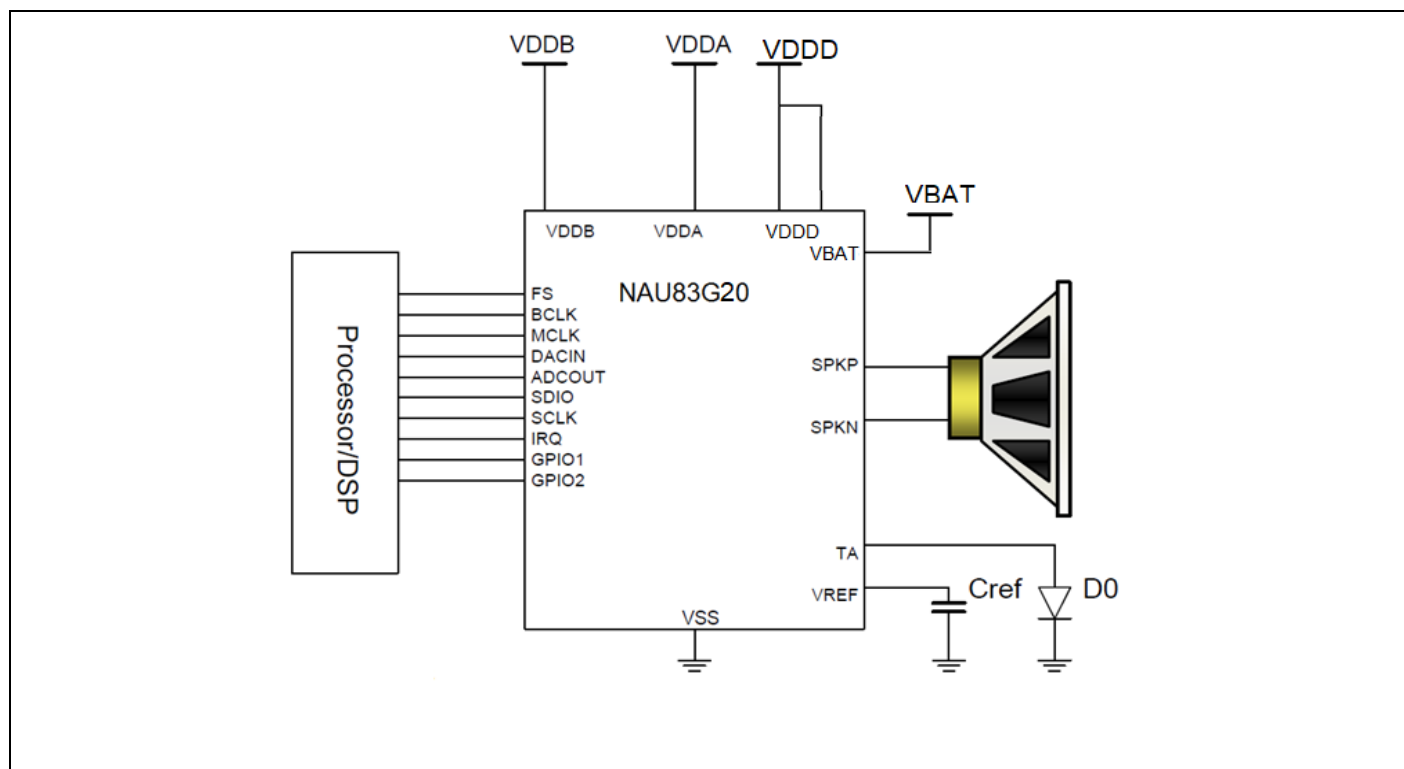 VDDB
VDDA
VDDD
VBAT
VDDB
VDDA
VDDD
VBAT
NAU83G20
Processor/DSP
FS
BCLK
MCLK
DACIN
ADCOUT
SDIO
SCLK
IRQ
GPIO1
GPIO2
SPKP
SPKN
TA
VREF
Cref
D0
VSS